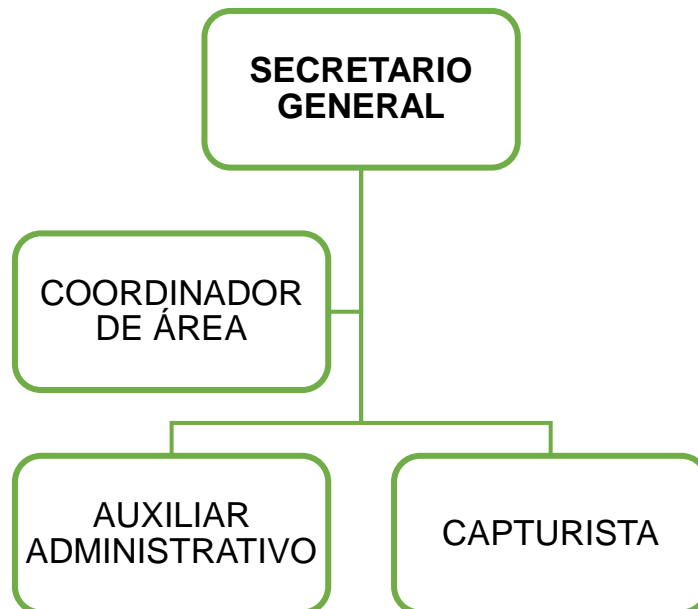 SECRETARIO
GENERAL
COORDINADOR
DE ÁREA
AUXILIAR
ADMINISTRATIVO
CAPTURISTA